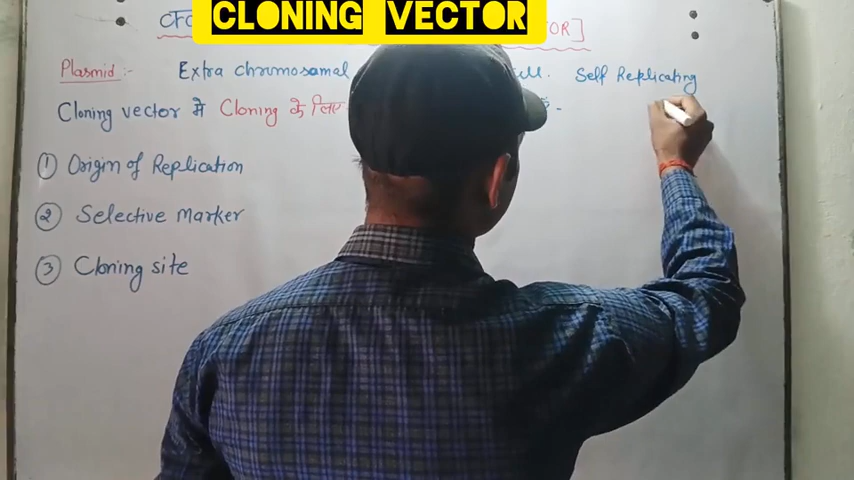 CLONING VECTOR
OR]
Plasmid :- Extra chromosomal Self Replicating
Cloning vector में Cloning के लिए -
① Origin of Replication
② Selective Marker
③ Cloning site